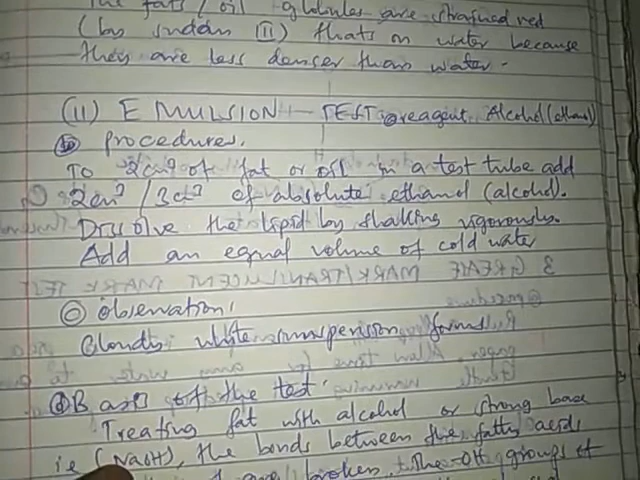 The fats / oil globules are strained red
(by sudan III) thats on water because
they are less denser than water.
(ii) EMULSION - TEST @ reagent, Alcohol (ethanol)
(b) procedures.
To 2cm³ of fat or oil in a test tube add
2cm³ / 3cm³ of absolute ethanol (alcohol).
Dissolve the lipid by shaking vigorously.
Add an equal volume of cold water
(c) observation:
Cloudy white suspension forms
(d) Basis of the test.
Treating fat with alcohol or strong base
i.e (NaOH), the bonds between the fatty acids
broken. The -OH groups of